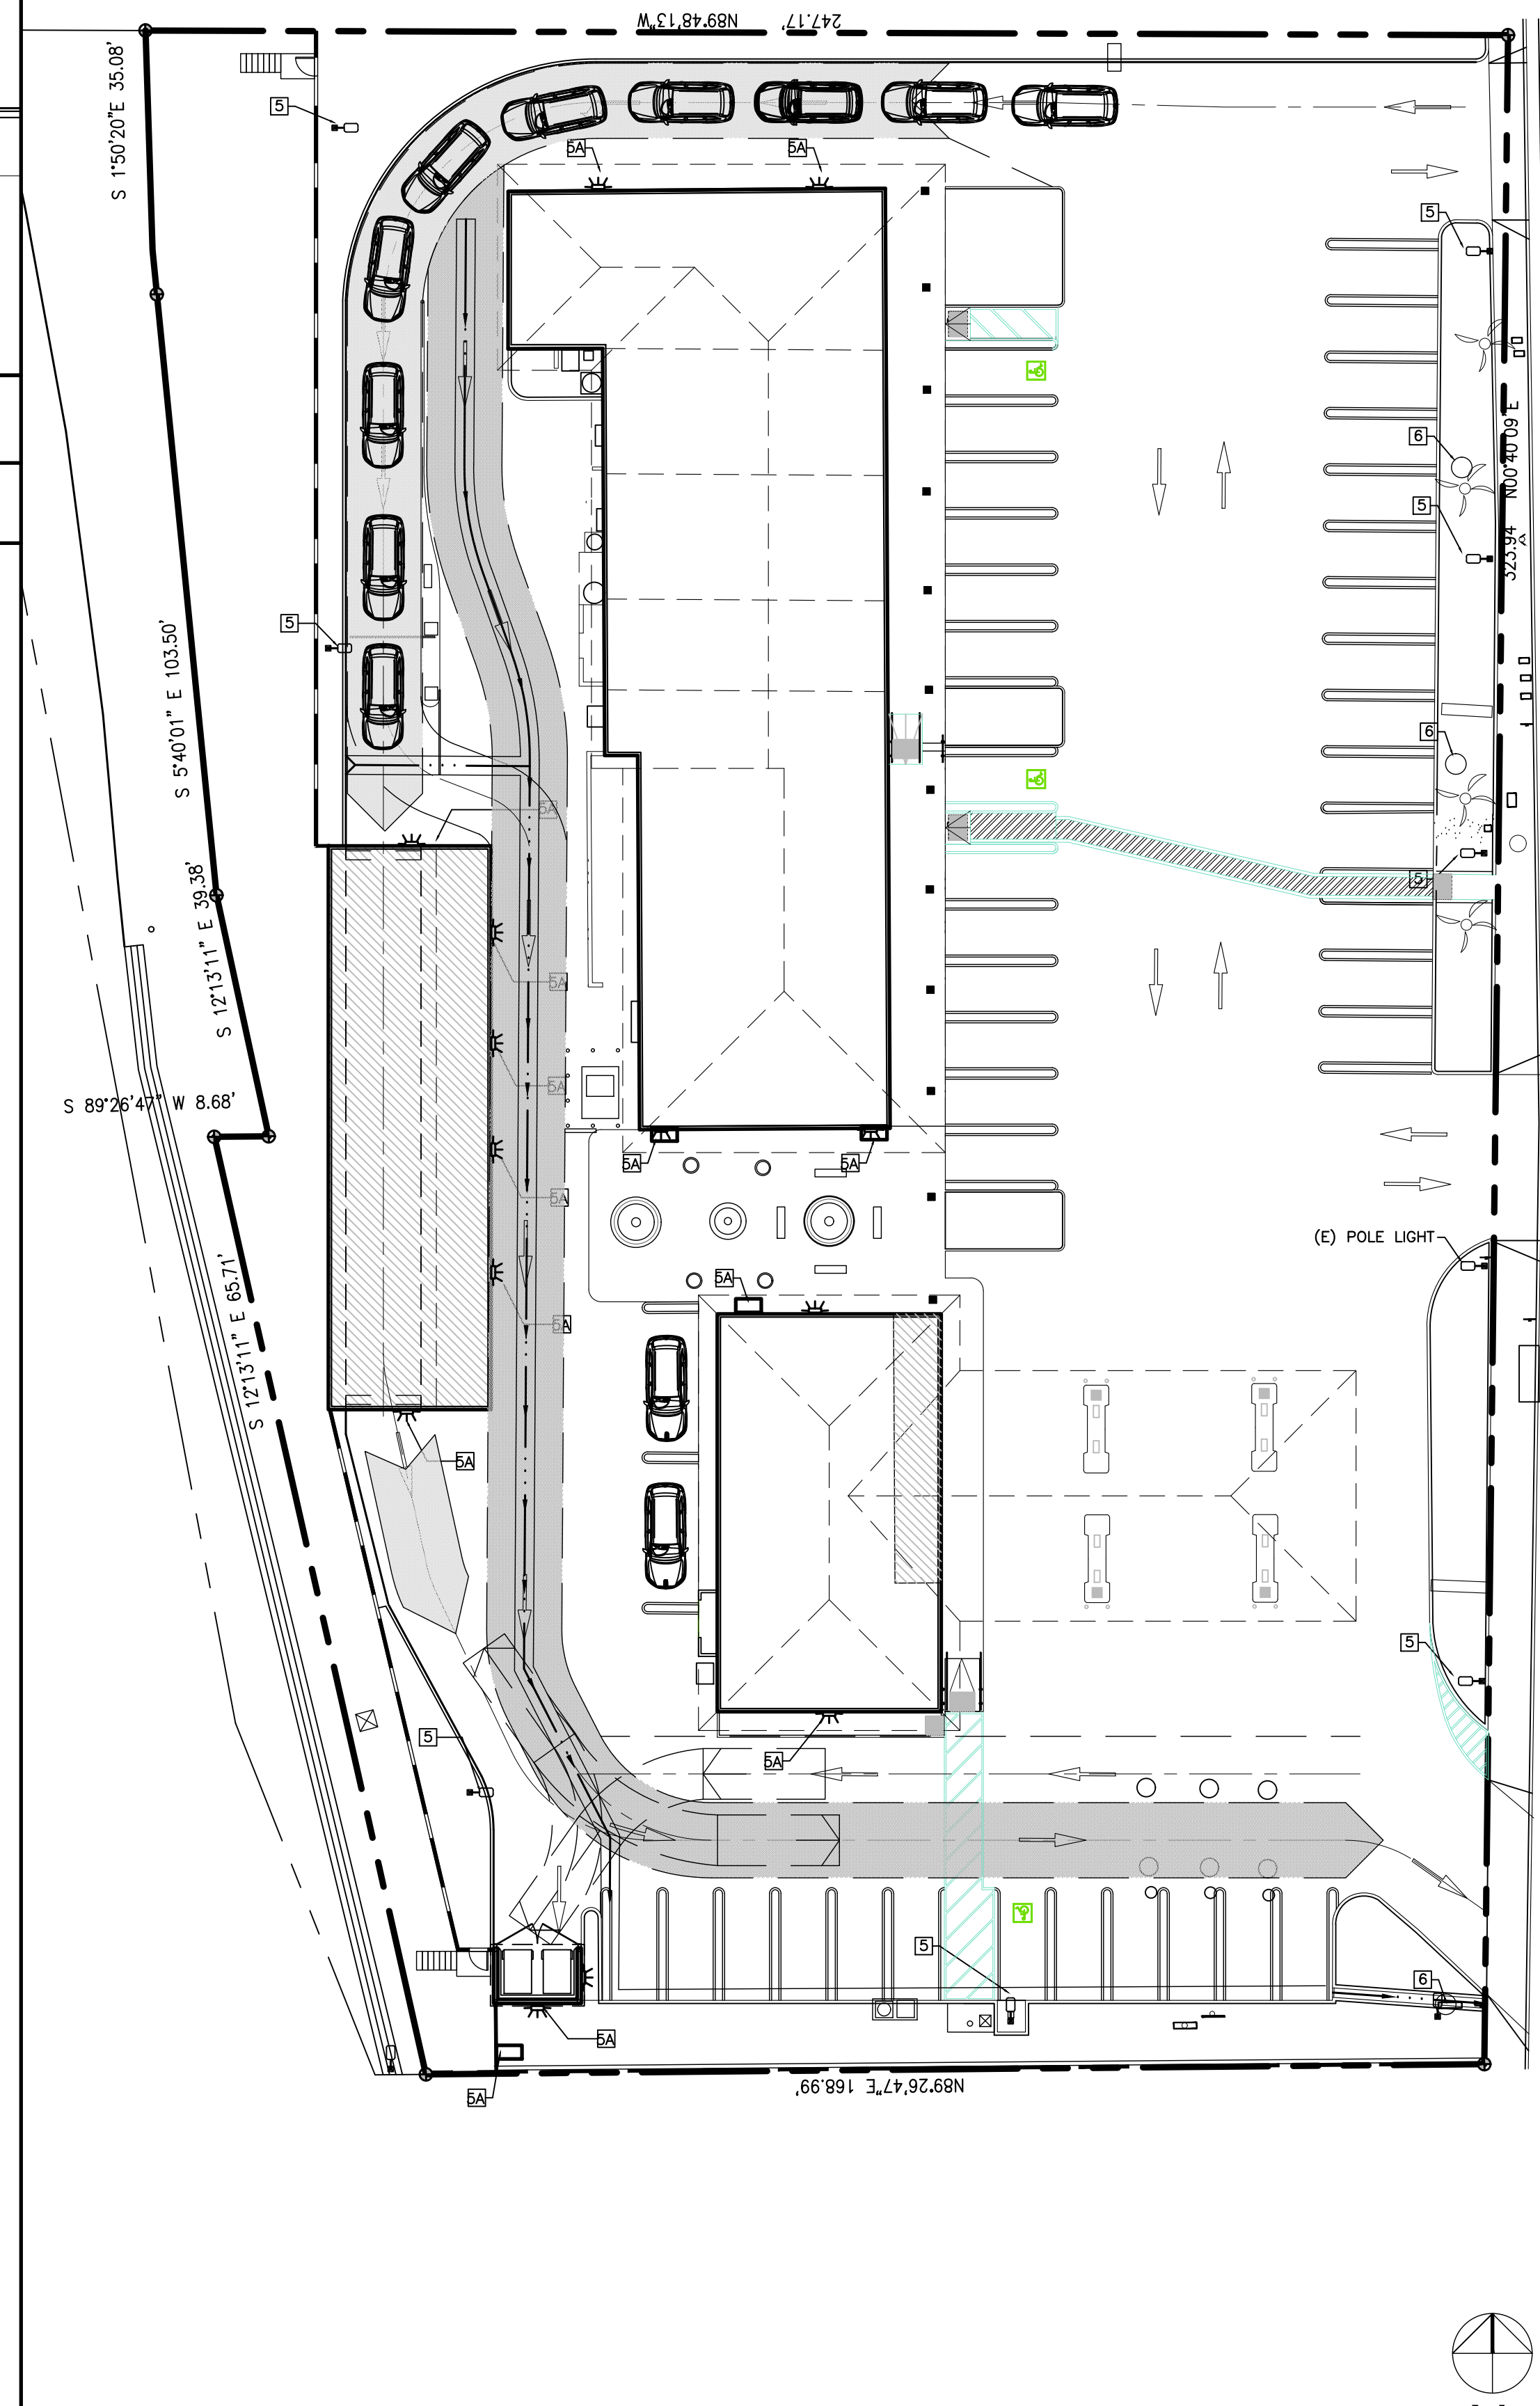 247.17' N89°48'13"W
S 1°50'20"E 35.08'
5
5A
5A
5
6
5
323.94' N00°40'09"E
S 5°40'01" E 103.50'
5
6
5A
5
S 12°13'11" E 39.38'
5A
5A
S 89°26'47" W 8.68'
5A
5A
5A
(E) POLE LIGHT
S 12°13'11" E 65.71'
5A
5A
5A
5
5
5A
5
6
5A
N89°26'47"E 168.99'
5A